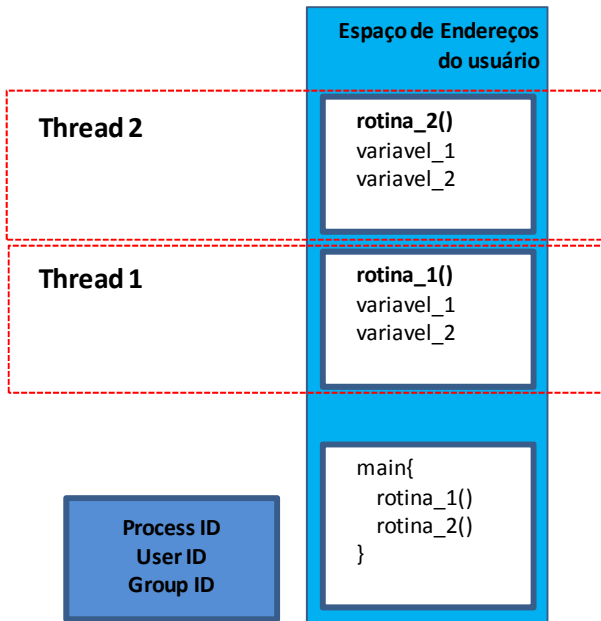 Espaço de Endereços
do usuário
Thread 2
rotina_2()
variavel_1
variavel_2
Thread 1
rotina_1()
variavel_1
variavel_2
main{
rotina_1()
rotina_2()
}
Process ID
User ID
Group ID